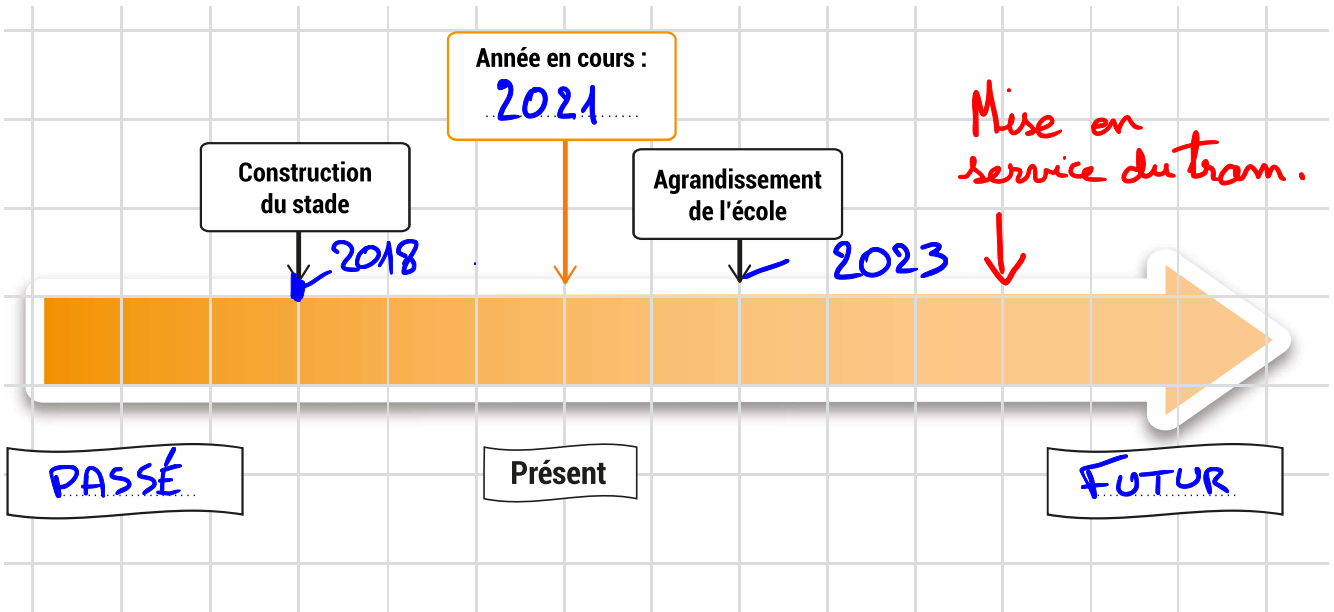 Année en cours :
2021
Mise en
service du tram.
Construction
du stade
Agrandissement
de l'école
2018
2023
PASSÉ
Présent
FUTUR